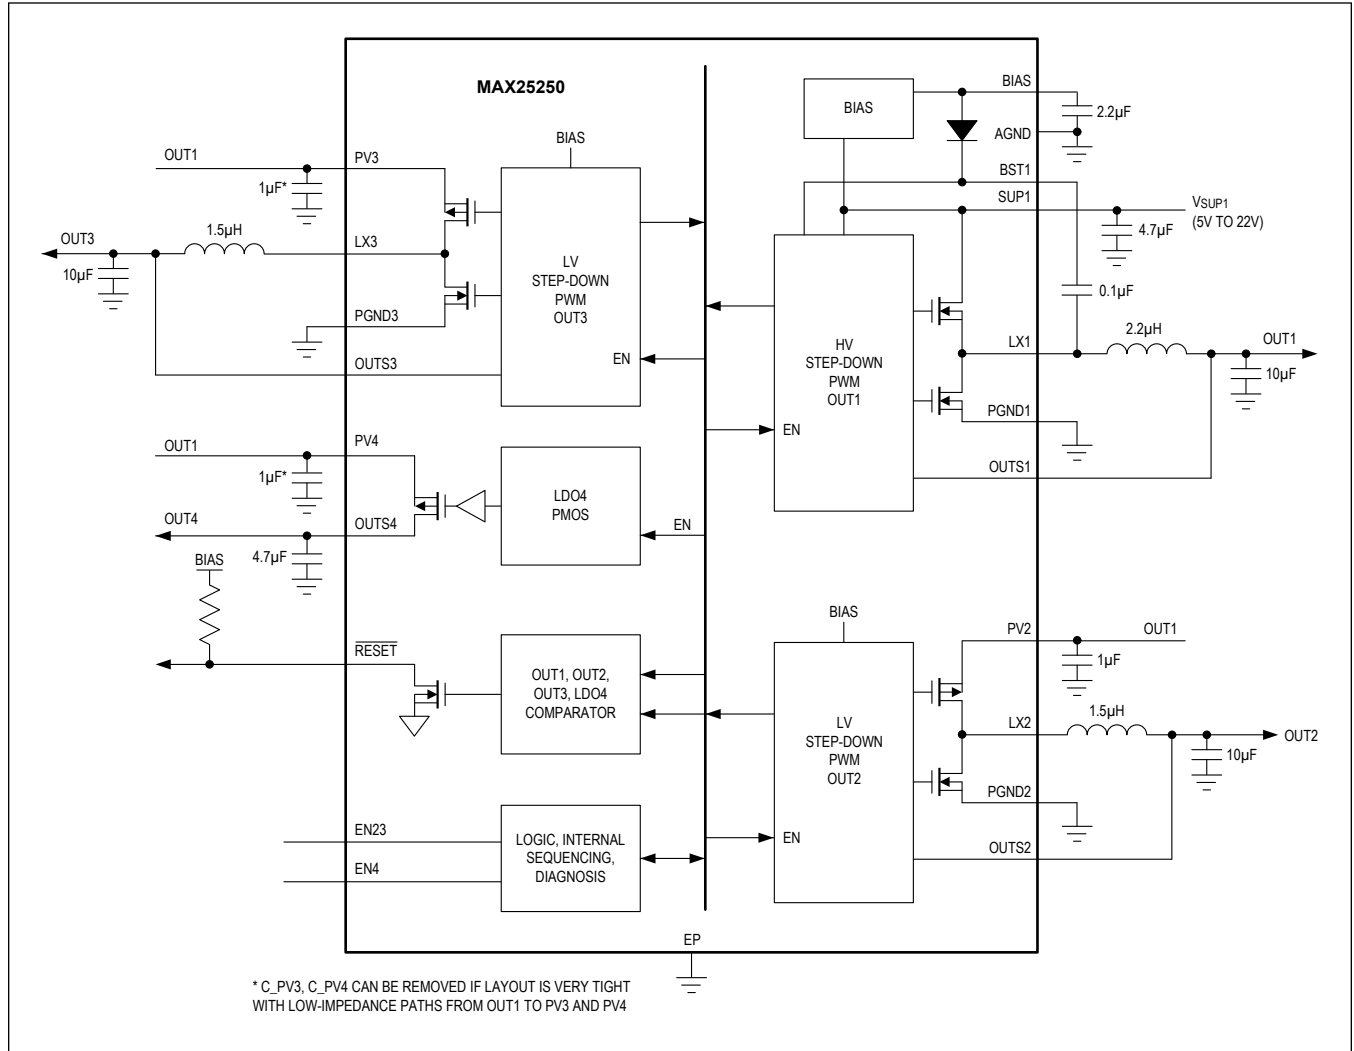 MAX25250
BIAS
OUT1
PV3
1µF*
1.5µH
OUT3
LX3
10µF
PGND3
OUTS3
LV
STEP-DOWN
PWM
OUT3
EN
OUT1
PV4
1µF*
OUT4
OUTS4
4.7µF
LDO4
PMOS
EN
BIAS
RESET
OUT1, OUT2,
OUT3, LDO4
COMPARATOR
EN23
EN4
LOGIC, INTERNAL
SEQUENCING,
DIAGNOSIS
BIAS
BIAS
2.2µF
AGND
BST1
SUP1
VSUP1
(5V TO 22V)
4.7µF
0.1µF
HV
STEP-DOWN
PWM
OUT1
EN
LX1
2.2µH
OUT1
10µF
PGND1
OUTS1
BIAS
PV2
OUT1
1µF
LV
STEP-DOWN
PWM
OUT2
EN
LX2
1.5µH
OUT2
10µF
PGND2
OUTS2
EP
* C_PV3, C_PV4 CAN BE REMOVED IF LAYOUT IS VERY TIGHT
WITH LOW-IMPEDANCE PATHS FROM OUT1 TO PV3 AND PV4